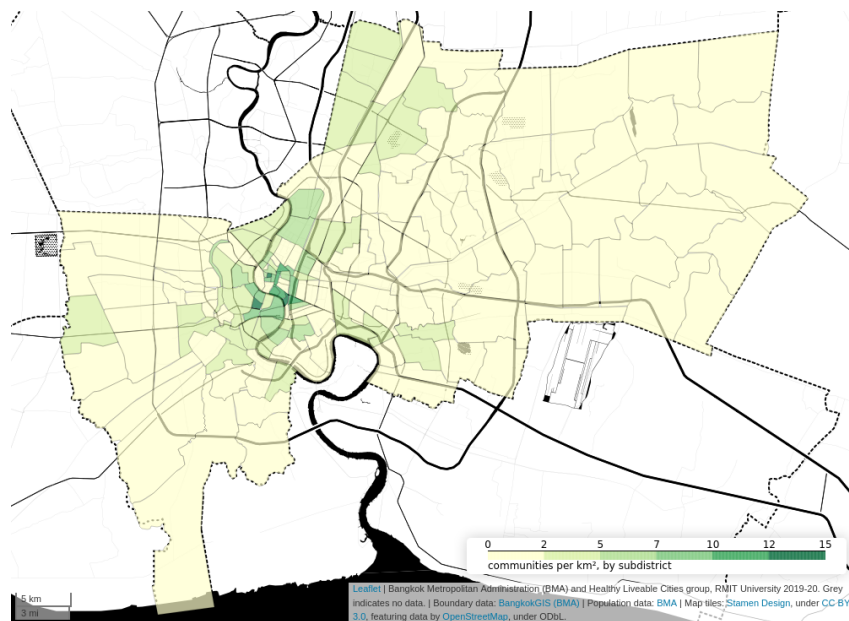 0 2 5 7 10 12 15
communities per km², by subdistrict
5 km
3 mi
Leaflet | Bangkok Metropolitan Administration (BMA) and Healthy Liveable Cities group, RMIT University 2019-20. Grey
indicates no data. | Boundary data: BangkokGIS (BMA) | Population data: BMA | Map tiles: Stamen Design, under CC BY
3.0, featuring data by OpenStreetMap, under ODbL.